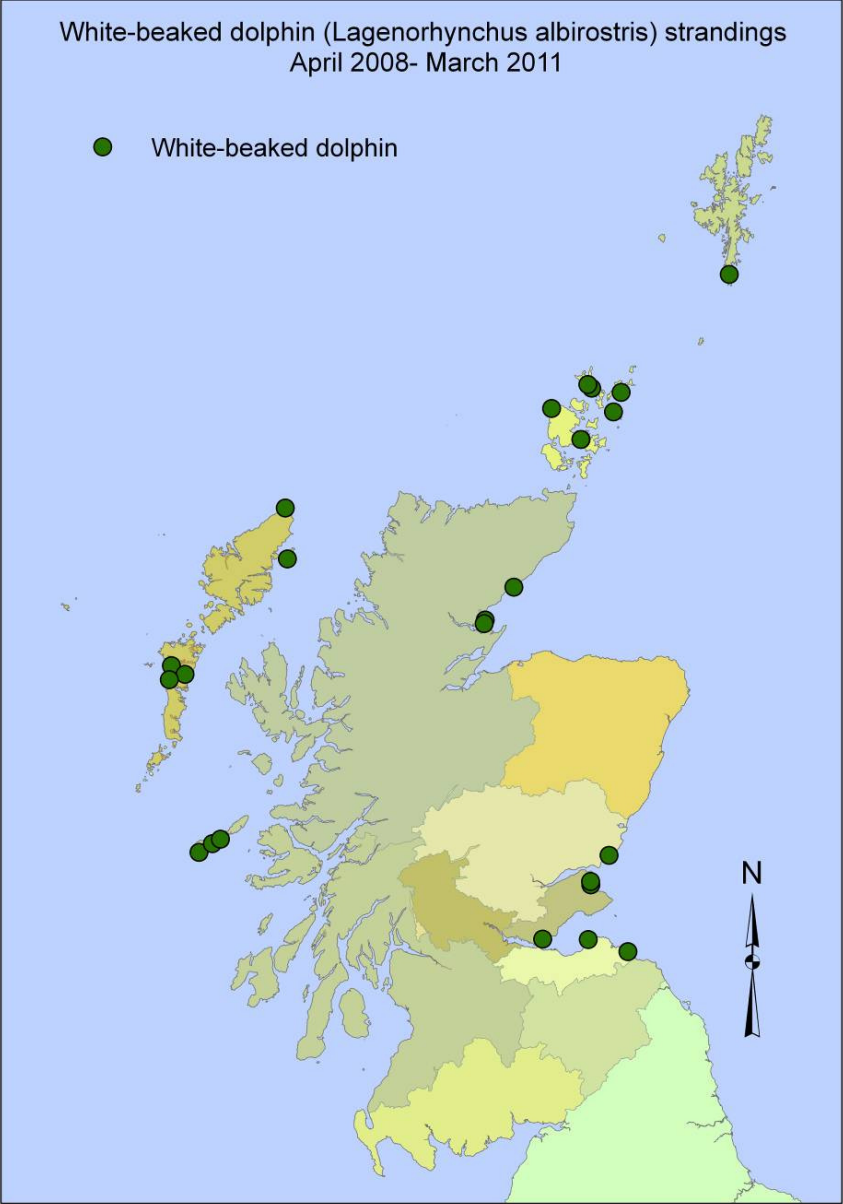 White-beaked dolphin (Lagenorhynchus albirostris) strandings
April 2008- March 2011
White-beaked dolphin
N